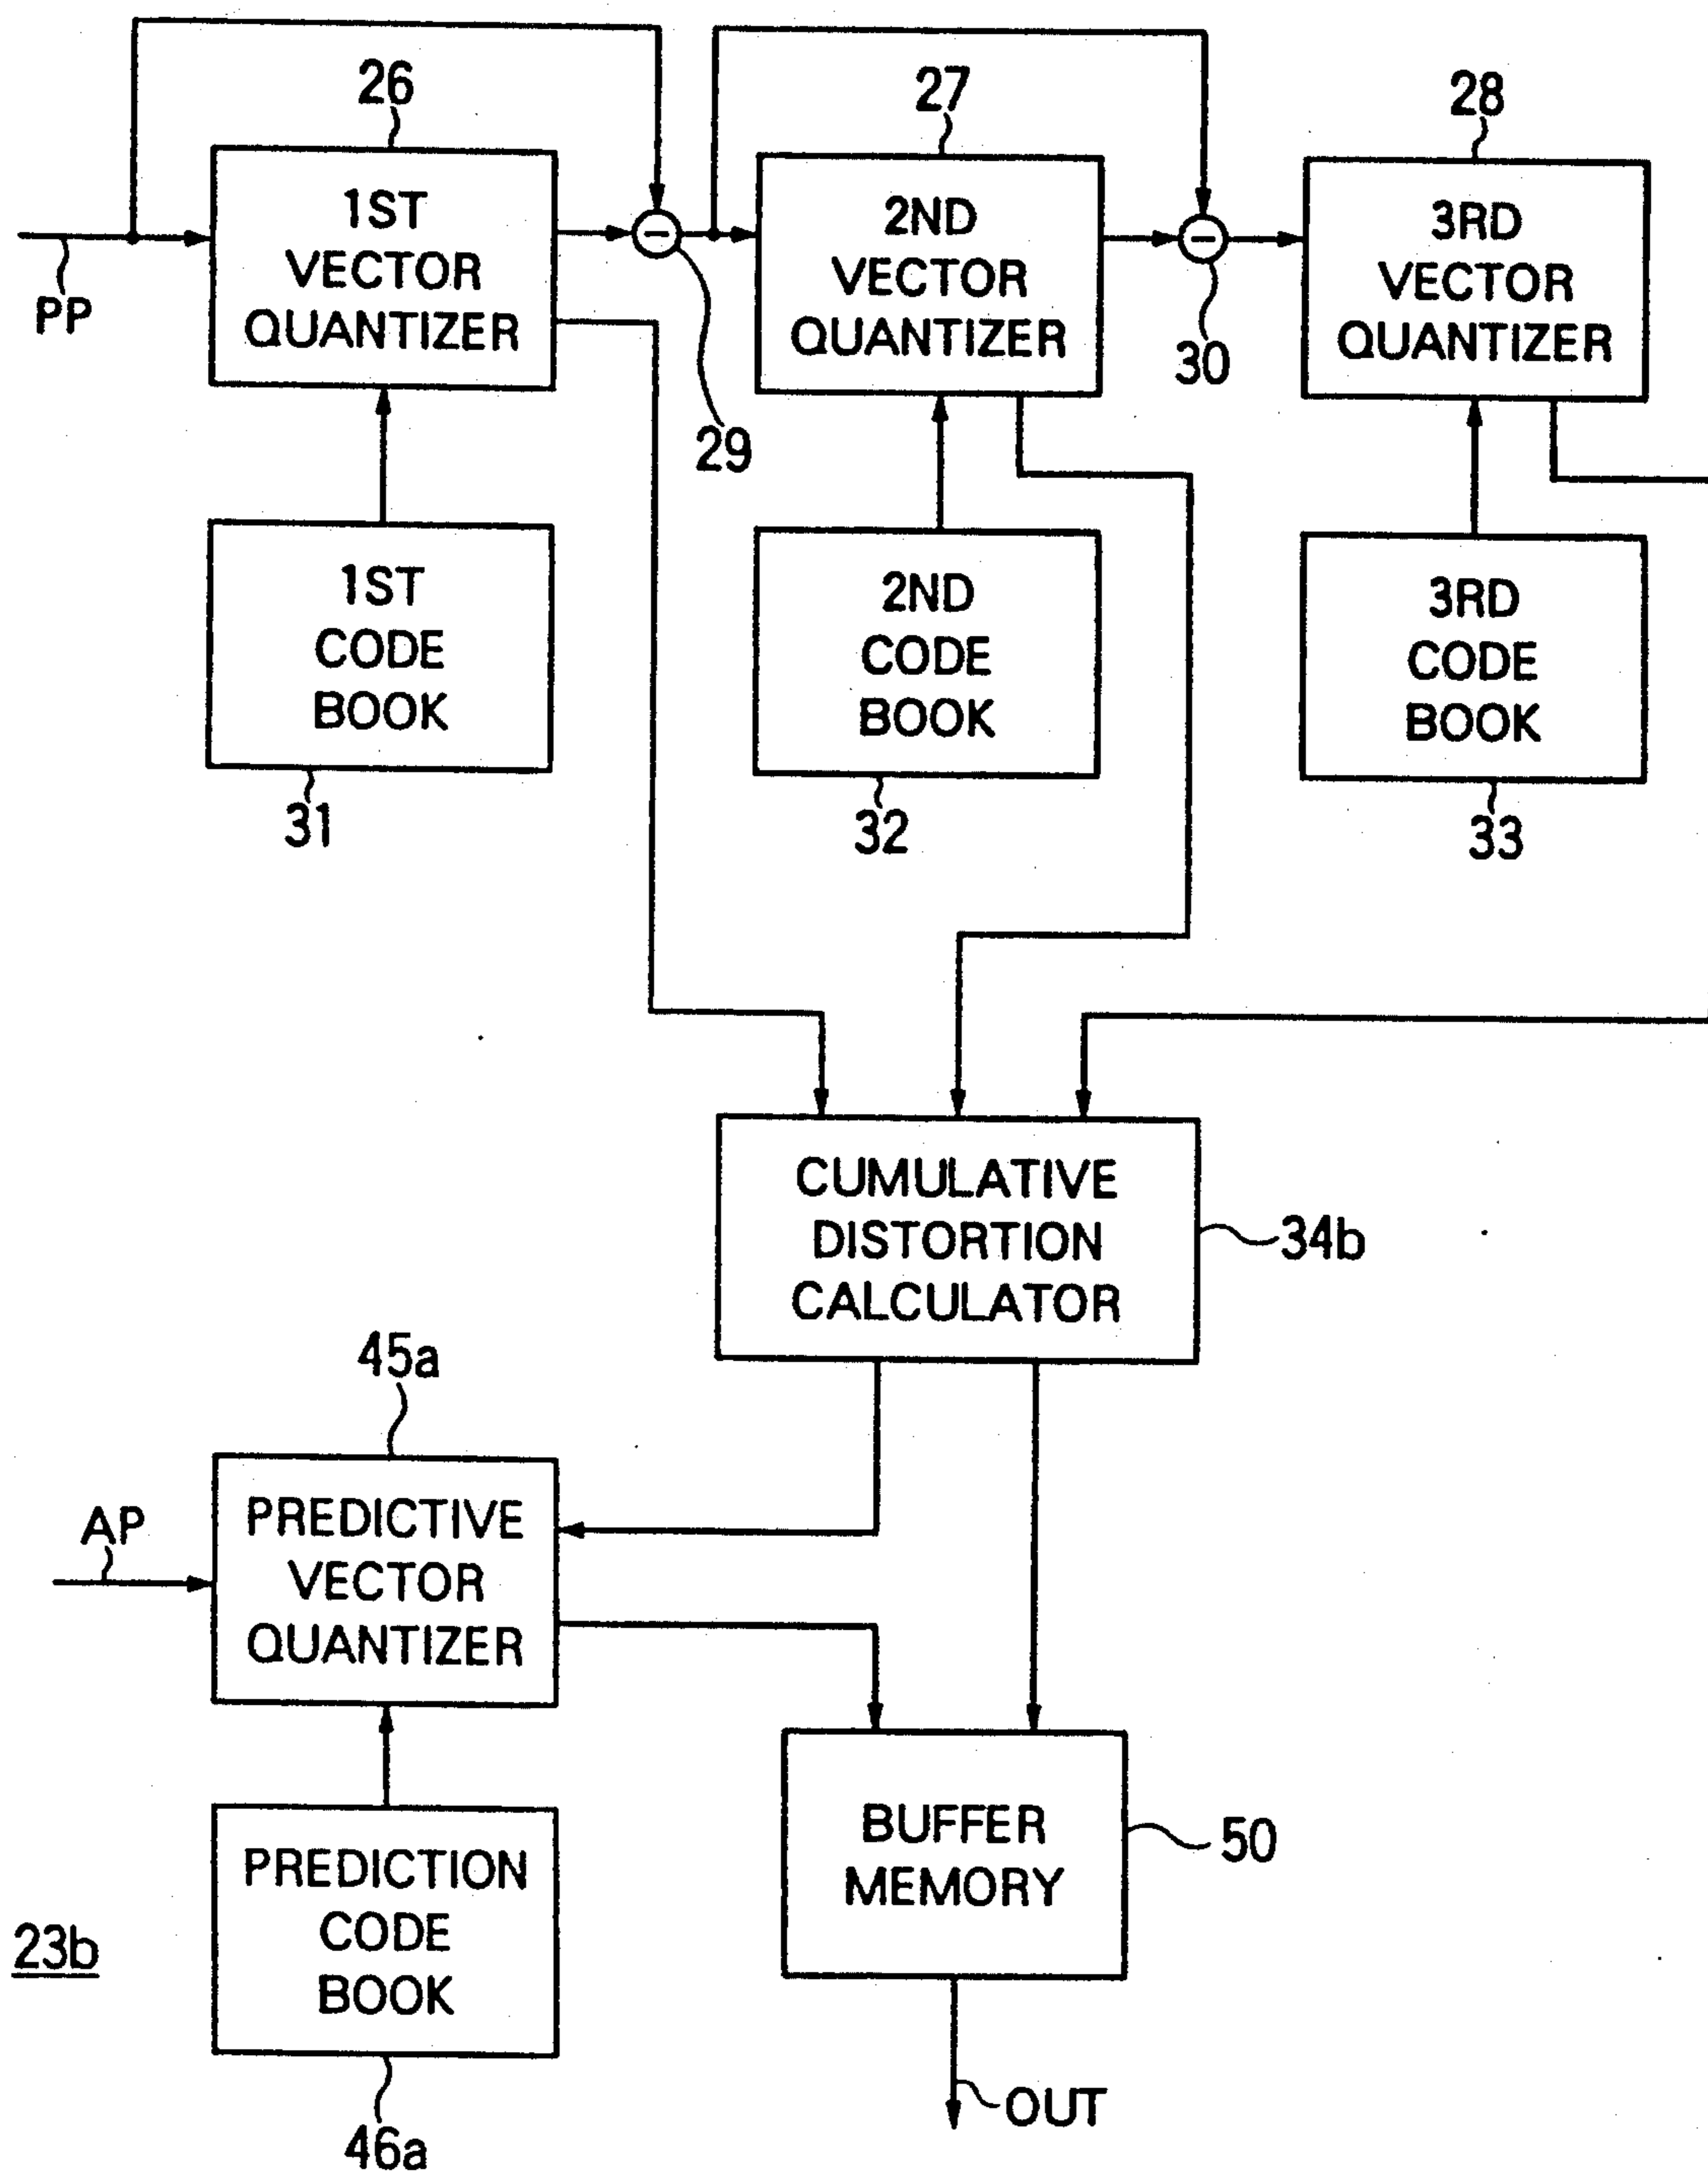 26
27
28
1ST
VECTOR
QUANTIZER
2ND
VECTOR
QUANTIZER
3RD
VECTOR
QUANTIZER
PP
29
30
1ST
CODE
BOOK
2ND
CODE
BOOK
3RD
CODE
BOOK
31
32
33
CUMULATIVE
DISTORTION
CALCULATOR
34b
45a
AP
PREDICTIVE
VECTOR
QUANTIZER
BUFFER
MEMORY
50
PREDICTION
CODE
BOOK
23b
46a
OUT